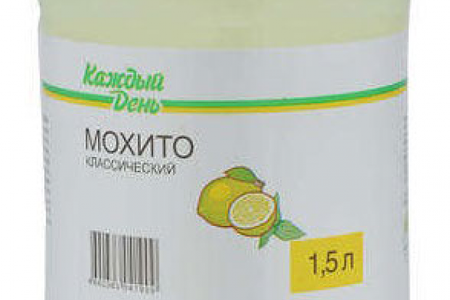 Каждый
День
МОХИТО
КЛАССИЧЕСКИЙ
1,5 л